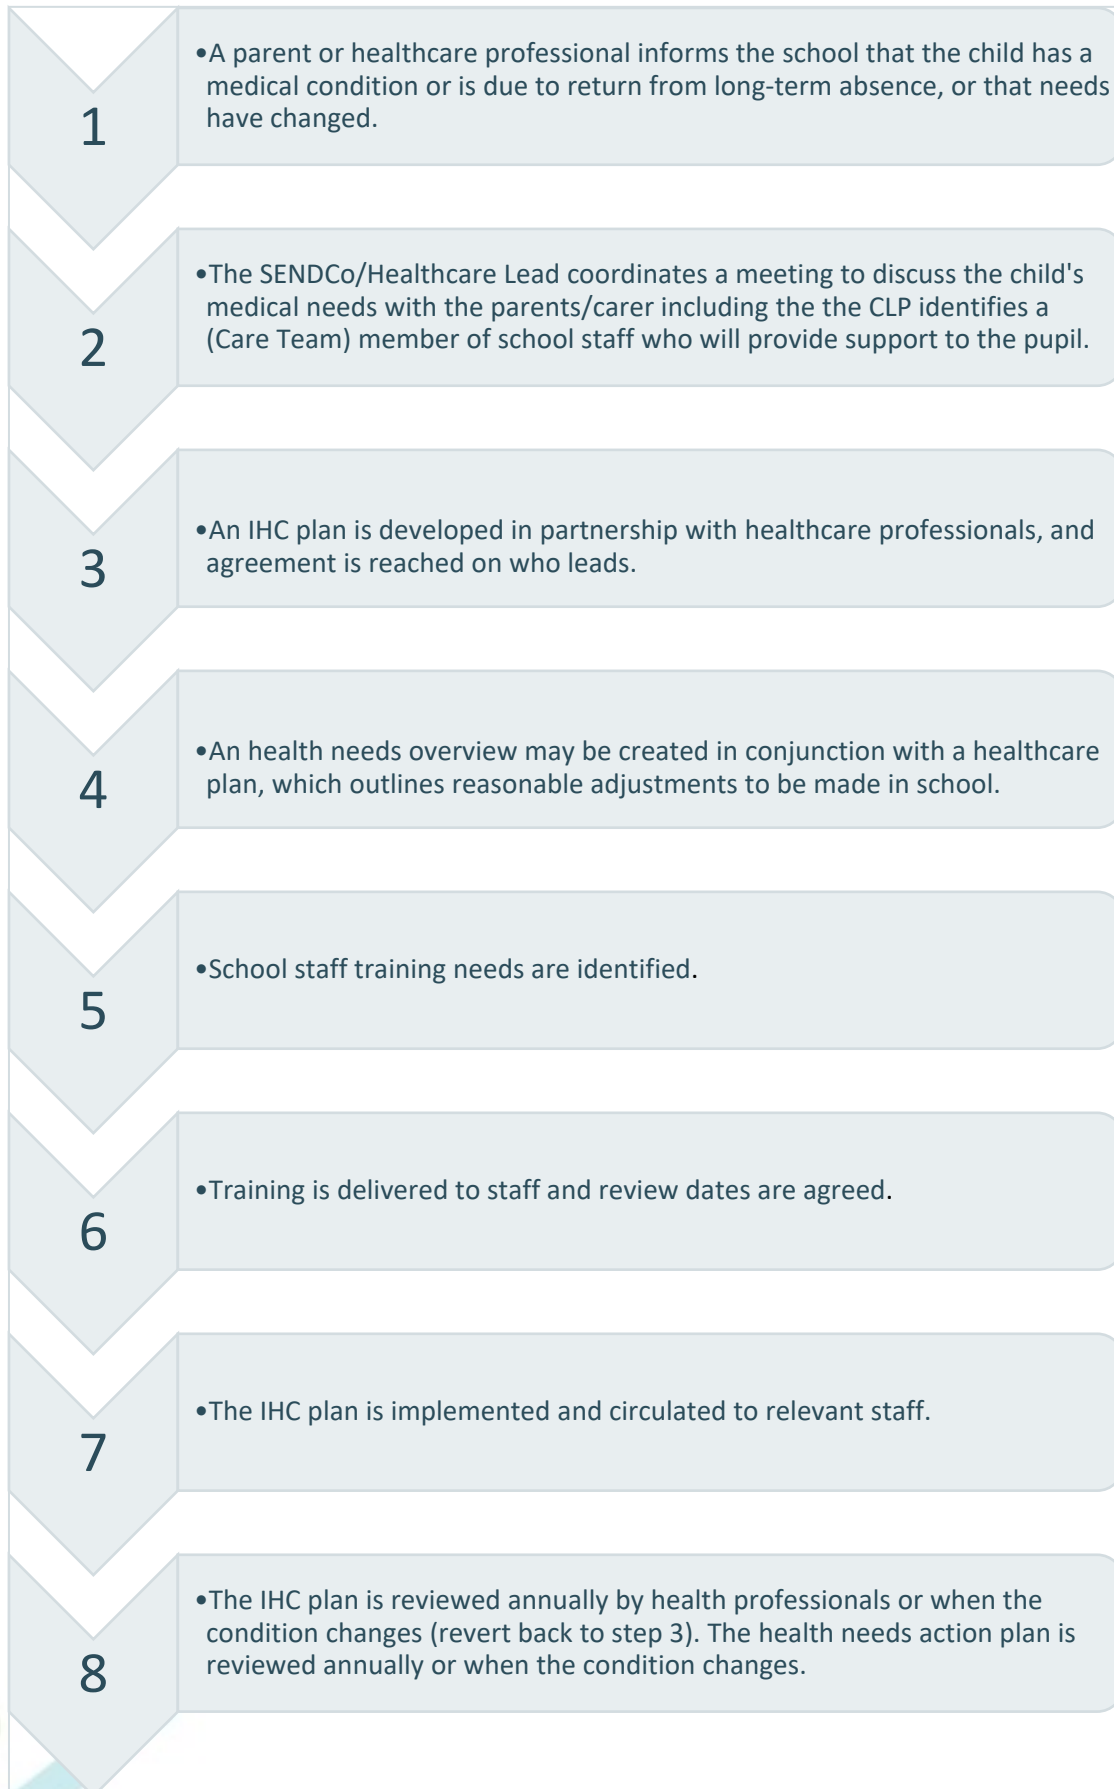 1
•A parent or healthcare professional informs the school that the child has a
medical condition or is due to return from long-term absence, or that needs
have changed.
2
•The SENDCo/Healthcare Lead coordinates a meeting to discuss the child's
medical needs with the parents/carer including the the CLP identifies a
(Care Team) member of school staff who will provide support to the pupil.
3
•An IHC plan is developed in partnership with healthcare professionals, and
agreement is reached on who leads.
4
•An health needs overview may be created in conjunction with a healthcare
plan, which outlines reasonable adjustments to be made in school.
5
•School staff training needs are identified.
6
•Training is delivered to staff and review dates are agreed.
7
•The IHC plan is implemented and circulated to relevant staff.
8
•The IHC plan is reviewed annually by health professionals or when the
condition changes (revert back to step 3). The health needs action plan is
reviewed annually or when the condition changes.